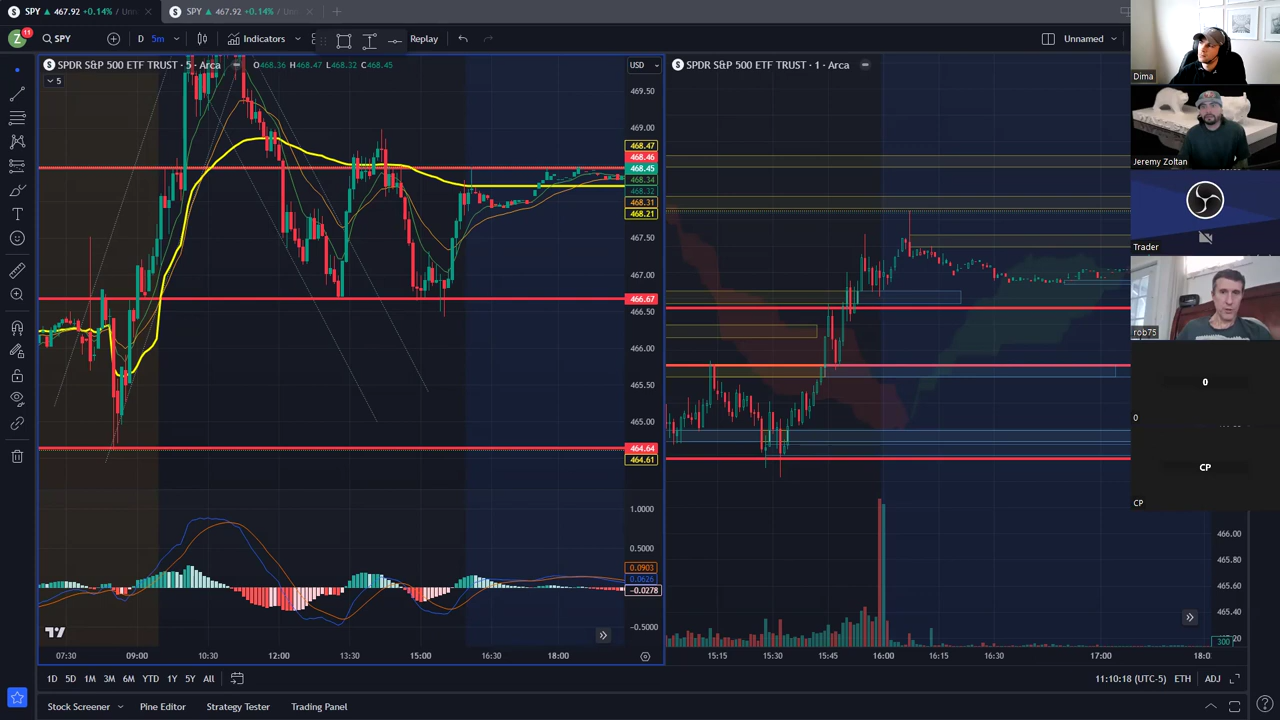 SPY ▲ 467.92 +0.14% / Unn
SPY ▲ 467.92 +0.14% / Unn
Z 11 SPY D 5m Indicators Replay Unnamed
SPDR S&P 500 ETF TRUST · 5 · Arca O468.36 H468.47 L468.32 C468.45 USD
5
469.50
469.00
468.47
468.46
468.45
468.34
468.32
468.31
468.21
467.50
467.00
466.67
466.50
466.00
465.50
465.00
464.64
464.61
1.0000
0.5000
0.0903
0.0626
-0.0278
-0.5000
07:30 09:00 10:30 12:00 13:30 15:00 16:30 18:00
SPDR S&P 500 ETF TRUST · 1 · Arca
466.00
465.80
465.60
465.40
300
15:15 15:30 15:45 16:00 16:15 16:30 17:00
1D 5D 1M 3M 6M YTD 1Y 5Y All
11:10:18 (UTC-5) ETH ADJ
Stock Screener Pine Editor Strategy Tester Trading Panel
Dima
Jeremy Zoltan
Trader
rob75
0
0
CP
CP